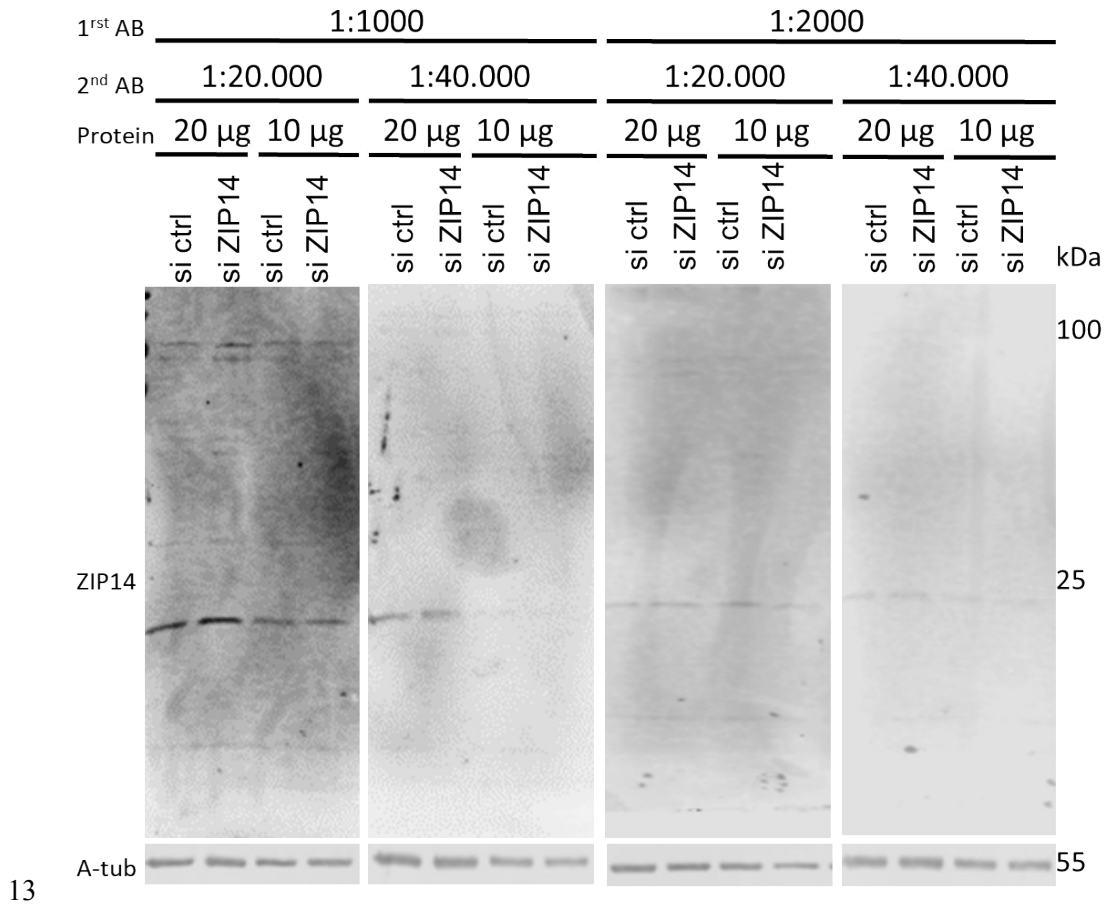 1rst AB 1:1000 1:2000
2nd AB 1:20.000 1:40.000 1:20.000 1:40.000
Protein 20 µg 10 µg 20 µg 10 µg 20 µg 10 µg 20 µg 10 µg
si ctrl si ZIP14 si ctrl si ZIP14 si ctrl si ZIP14 si ctrl si ZIP14 si ctrl si ZIP14 si ctrl si ZIP14 si ctrl si ZIP14 si ctrl si ZIP14
kDa
100
ZIP14 25
A-tub 55
13